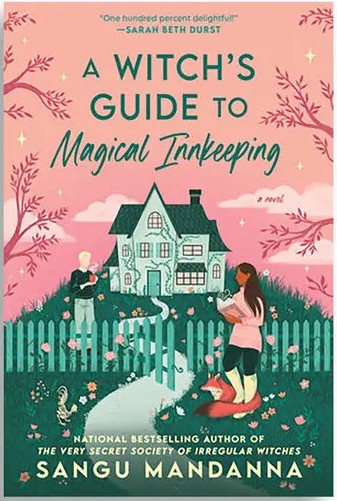 "One hundred percent delightful!"
—SARAH BETH DURST
A WITCH'S
GUIDE TO
Magical Innkeeping
a novel
NATIONAL BESTSELLING AUTHOR OF
THE VERY SECRET SOCIETY OF IRREGULAR WITCHES
SANGU MANDANNA